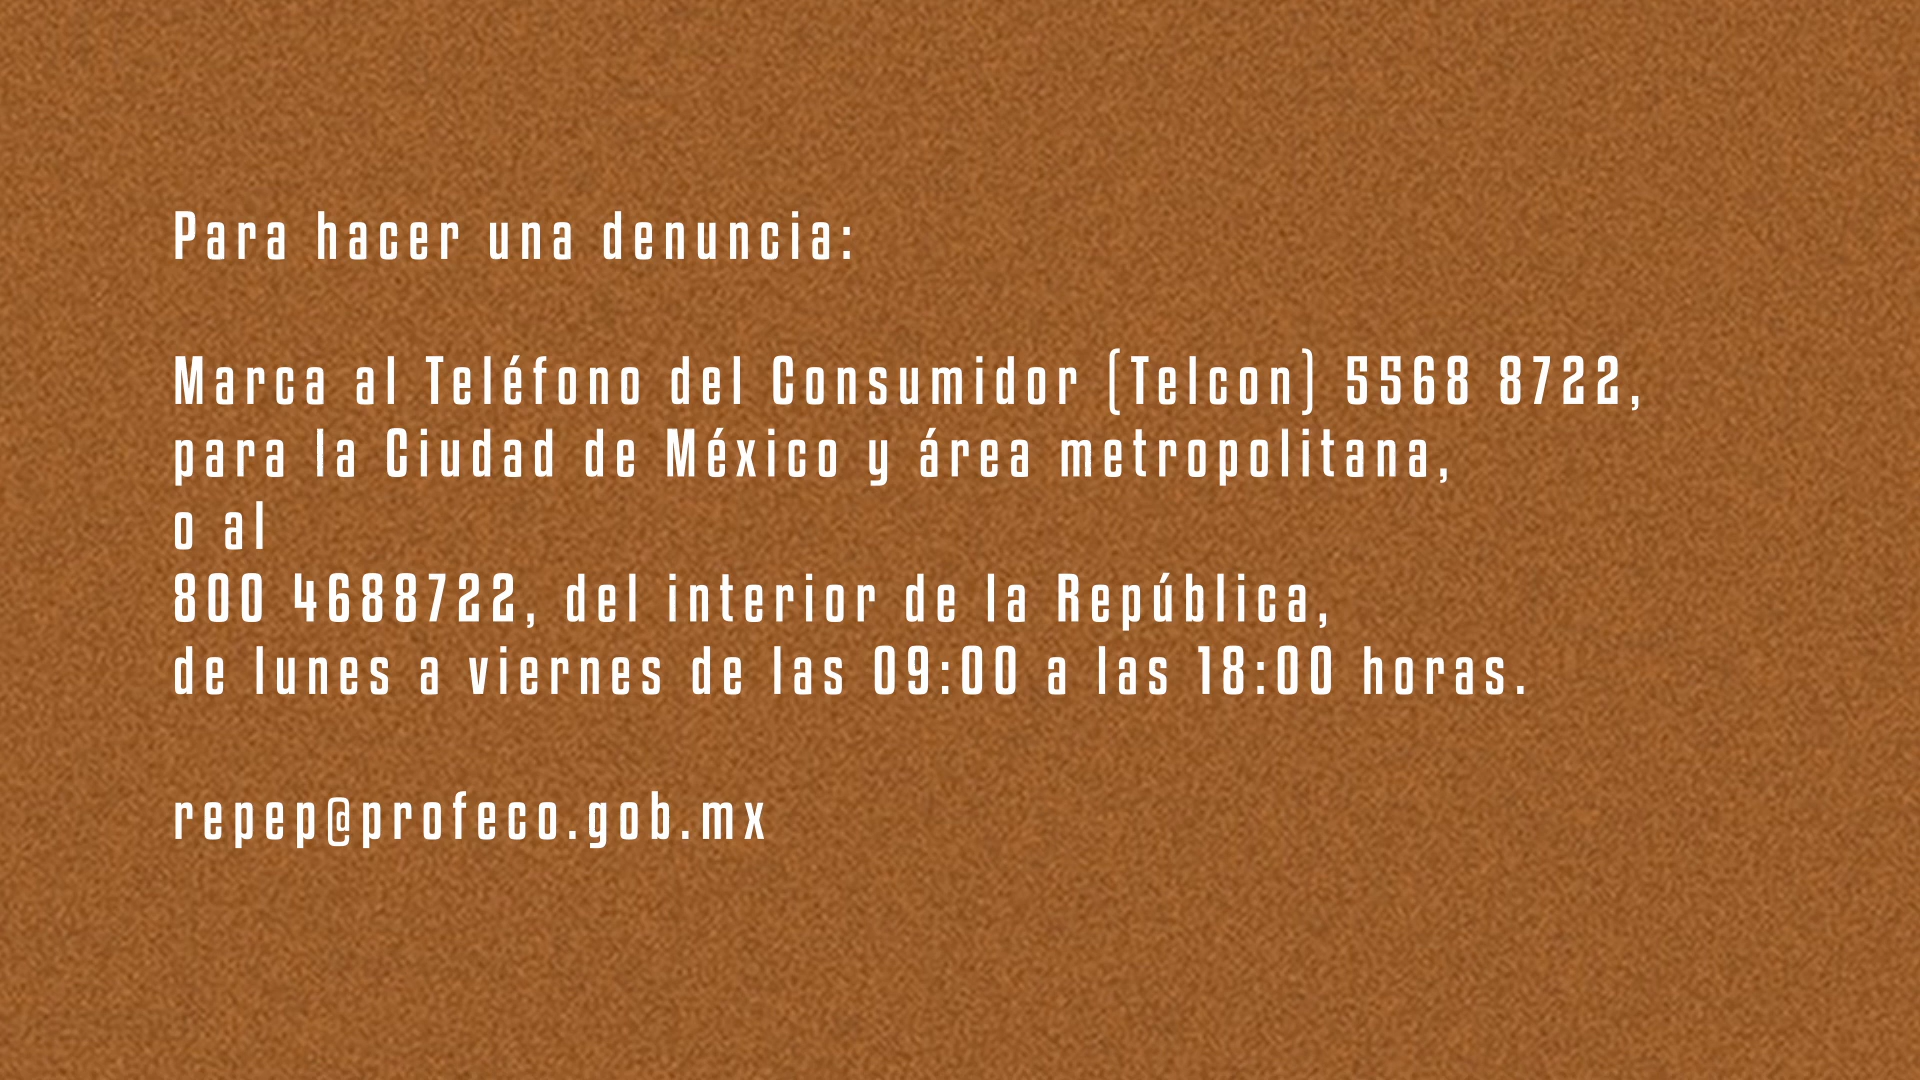 Para hacer una denuncia:
Marca al Teléfono del Consumidor (Telcon) 5568 8722,
para la Ciudad de México y área metropolitana,
o al
800 4688722, del interior de la República,
de lunes a viernes de las 09:00 a las 18:00 horas.
repep@profeco.gob.mx